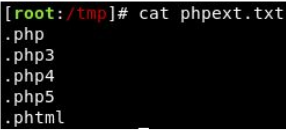 [root:/tmp]# cat phpext.txt
.php
.php3
.php4
.php5
.phtml